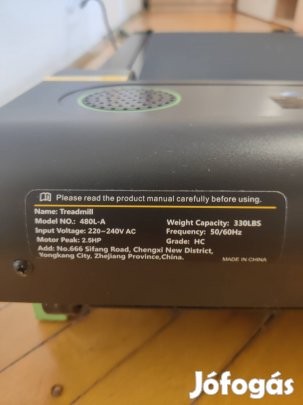 Please read the product manual carefully before using.
Name: Treadmill
Model NO.: 480L-A Weight Capacity: 330LBS
Input Voltage: 220~240V AC Frequency: 50/60Hz
Motor Peak: 2.5HP Grade: HC
Add: No.666 Sifang Road, Chengxi New District,
Yongkang City, Zhejiang Province,China. MADE IN CHINA
Jófogás